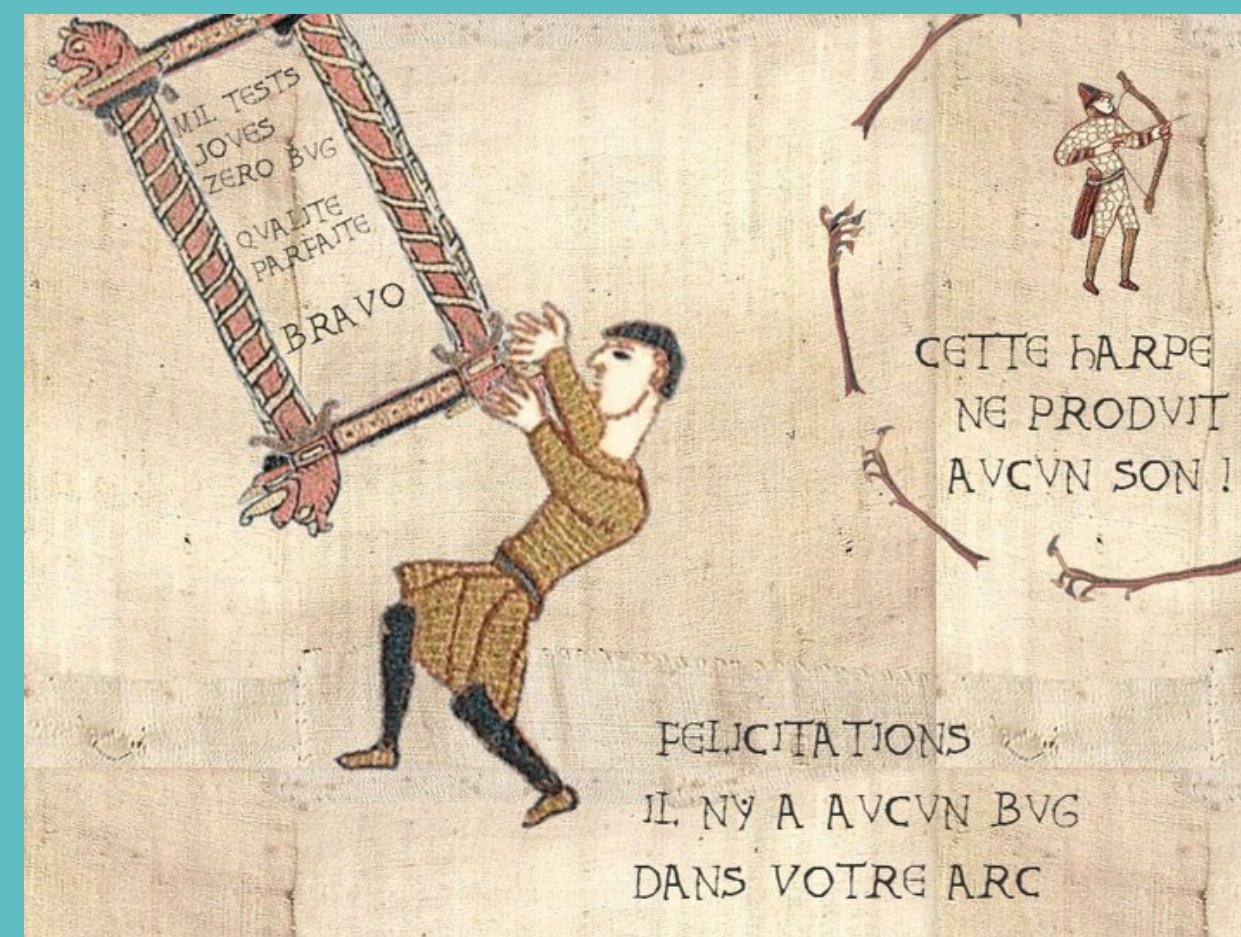 MIL TESTS
JOVES
ZERO BVG
QVALITE
PARFAITE
BRAVO
CETTE hARPE
NE PRODVIT
AVCVN SON !
FELICITATIONS
IL NY A AVCVN BVG
DANS VOTRE ARC